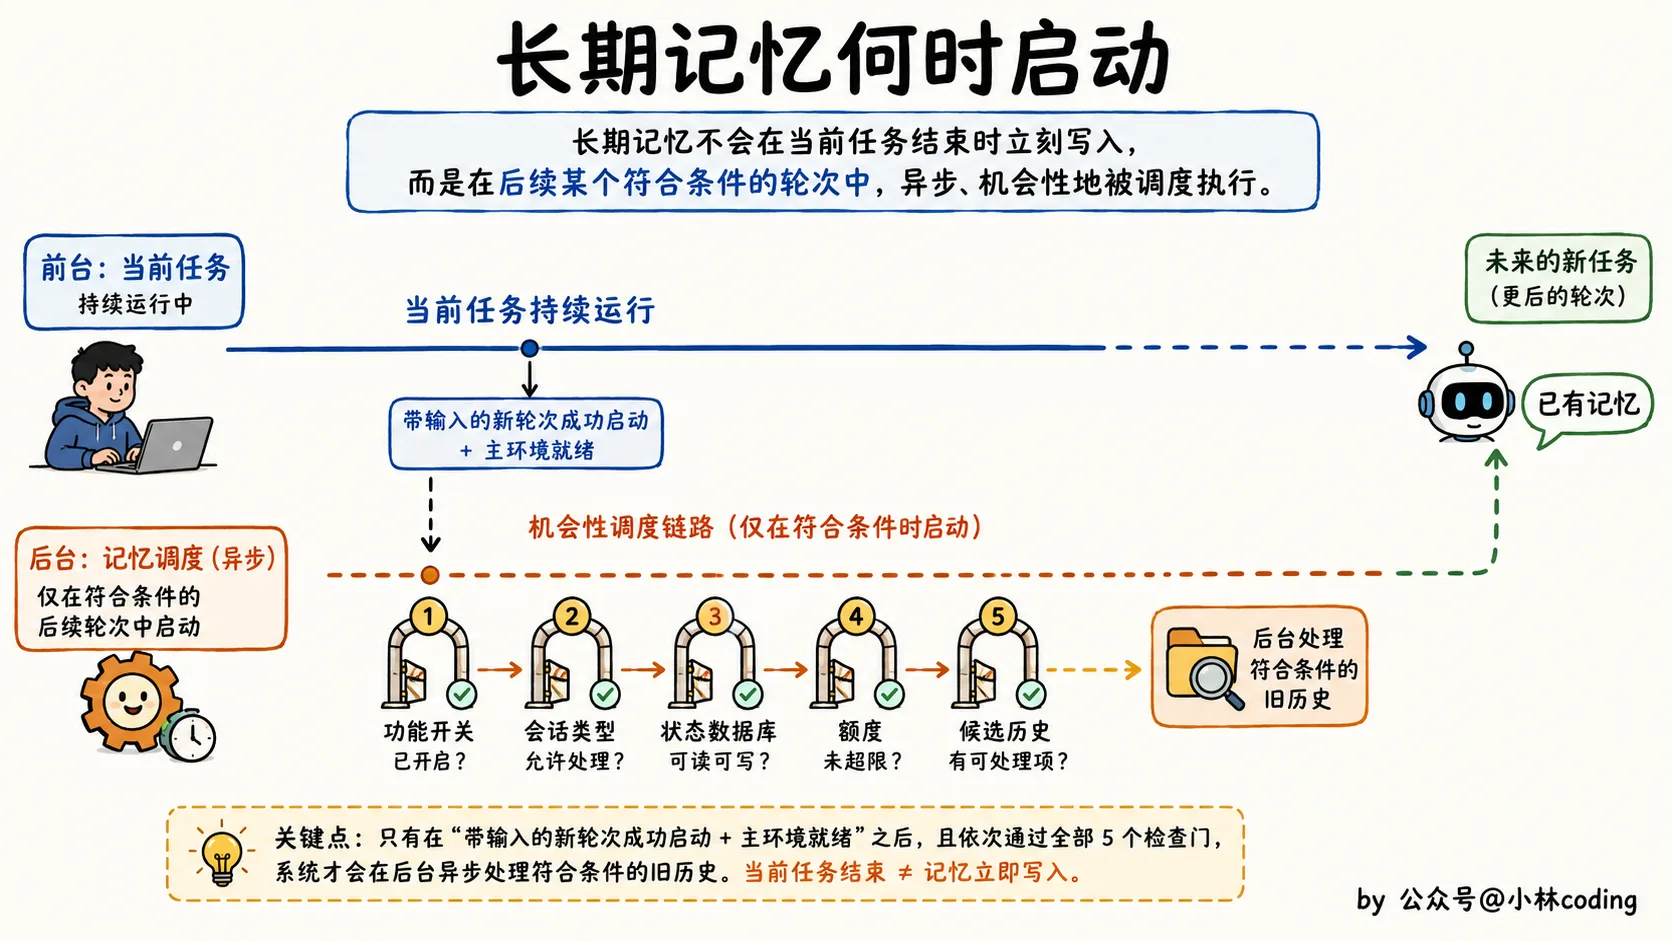 长期记忆何时启动
长期记忆不会在当前任务结束时立刻写入，
而是在后续某个符合条件的轮次中，异步、机会性地被调度执行。
前台：当前任务
持续运行中
当前任务持续运行
未来的新任务
（更后的轮次）
已有记忆
带输入的新轮次成功启动
+ 主环境就绪
机会性调度链路（仅在符合条件时启动）
后台：记忆调度（异步）
仅在符合条件的
后续轮次中启动
1
2
3
4
5
功能开关
已开启？
会话类型
允许处理？
状态数据库
可读可写？
额度
未超限？
候选历史
有可处理项？
后台处理
符合条件的
旧历史
关键点：只有在“带输入的新轮次成功启动 + 主环境就绪”之后，且依次通过全部 5 个检查门，
系统才会在后台异步处理符合条件的旧历史。当前任务结束 ≠ 记忆立即写入。
by 公众号@小林coding